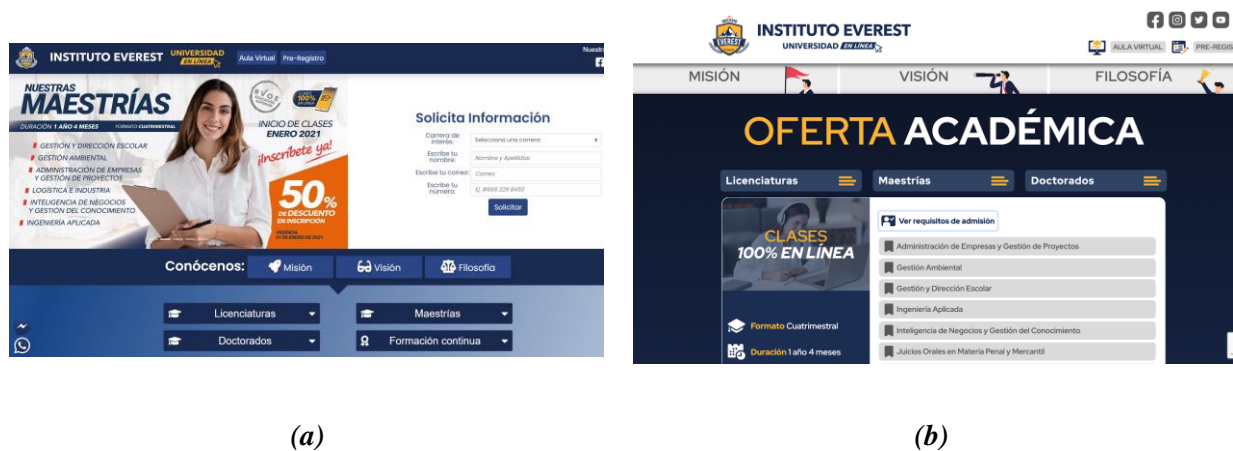 INSTITUTO EVEREST UNIVERSIDAD EN LÍNEA Aula Virtual Pre-Registro
NUESTRAS
MAESTRÍAS
DURACIÓN 1 AÑO 4 MESES FORMATO CUATRIMESTRAL
GESTIÓN Y DIRECCIÓN ESCOLAR
GESTIÓN AMBIENTAL
ADMINISTRACIÓN DE EMPRESAS
Y GESTIÓN DE PROYECTOS
LOGÍSTICA E INDUSTRIA
INTELIGENCIA DE NEGOCIOS
Y GESTIÓN DEL CONOCIMIENTO
INGENIERÍA APLICADA
RVOE
100%
INICIO DE CLASES
ENERO 2021
¡Inscríbete ya!
50%
DE DESCUENTO
EN INSCRIPCIÓN
Solicita Información
Carrera de
interés:
Selecciona una carrera
Escribe tu
nombre:
Nombre y Apellidos
Escribe tu correo:
Correo
Escribe tu
número:
Ej. #999 229 8450
Solicitar
Conócenos: Misión Visión Filosofía
Licenciaturas Maestrías
Doctorados Formación continua
(a)
EVEREST
INSTITUTO EVEREST
UNIVERSIDAD EN LÍNEA
AULA VIRTUAL PRE-REGIS
MISIÓN VISIÓN FILOSOFÍA
OFERTA ACADÉMICA
Licenciaturas Maestrías Doctorados
CLASES
100% EN LÍNEA
Formato Cuatrimestral
Duración 1 año 4 meses
Ver requisitos de admisión
Administración de Empresas y Gestión de Proyectos
Gestión Ambiental
Gestión y Dirección Escolar
Ingeniería Aplicada
Inteligencia de Negocios y Gestión del Conocimiento
Juicios Orales en Materia Penal y Mercantil
(b)